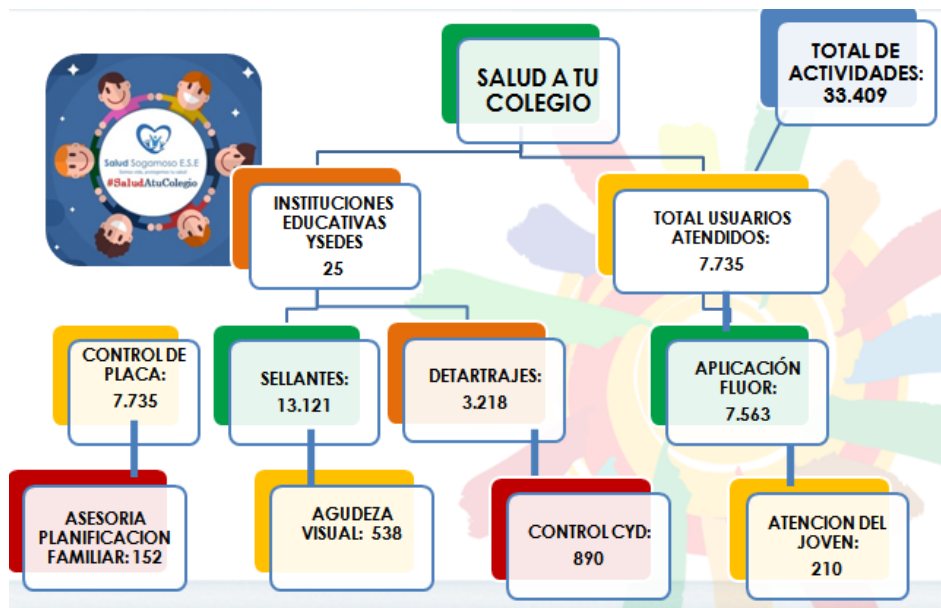 SALUD A TU
COLEGIO
TOTAL DE
ACTIVIDADES:
33.409
Salud Sogamoso E.S.E
#SaludAtuColegio
INSTITUCIONES
EDUCATIVAS
YSEDES
25
TOTAL USUARIOS
ATENDIDOS:
7.735
CONTROL DE
PLACA:
7.735
SELLANTES:
13.121
DETARTRAJES:
3.218
APLICACIÓN
FLUOR:
7.563
ASESORIA
PLANIFICACION
FAMILIAR: 152
AGUDEZA
VISUAL: 538
CONTROL CYD:
890
ATENCION DEL
JOVEN:
210